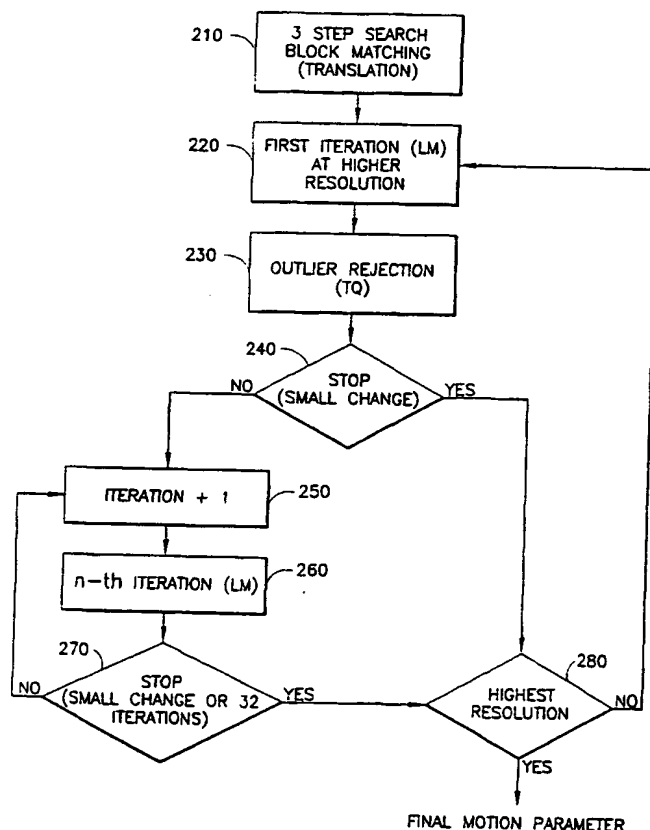 210
3 STEP SEARCH
BLOCK MATCHING
(TRANSLATION)
220
FIRST ITERATION (LM)
AT HIGHER
RESOLUTION
230
OUTLIER REJECTION
(TQ)
240
STOP
(SMALL CHANGE)
NO
YES
ITERATION + 1
250
n-th ITERATION (LM)
260
270
STOP
(SMALL CHANGE OR 32
ITERATIONS)
NO
YES
280
HIGHEST
RESOLUTION
NO
YES
FINAL MOTION PARAMETER